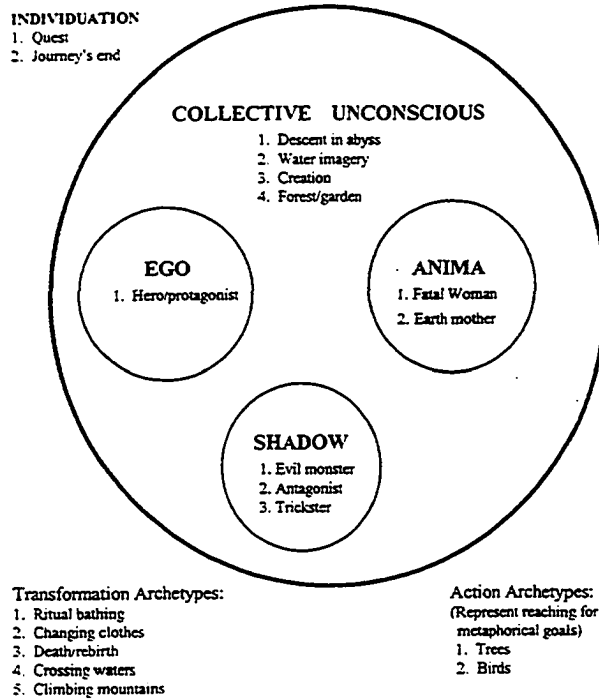 INDIVIDUATION
1. Quest
2. Journey's end
COLLECTIVE UNCONSCIOUS
1. Descent in abyss
2. Water imagery
3. Creation
4. Forest/garden
EGO
1. Hero/protagonist
ANIMA
1. Fatal Woman
2. Earth mother
SHADOW
1. Evil monster
2. Antagonist
3. Trickster
Transformation Archetypes:
1. Ritual bathing
2. Changing clothes
3. Death/rebirth
4. Crossing waters
5. Climbing mountains
Action Archetypes:
(Represent reaching for
metaphorical goals)
1. Trees
2. Birds